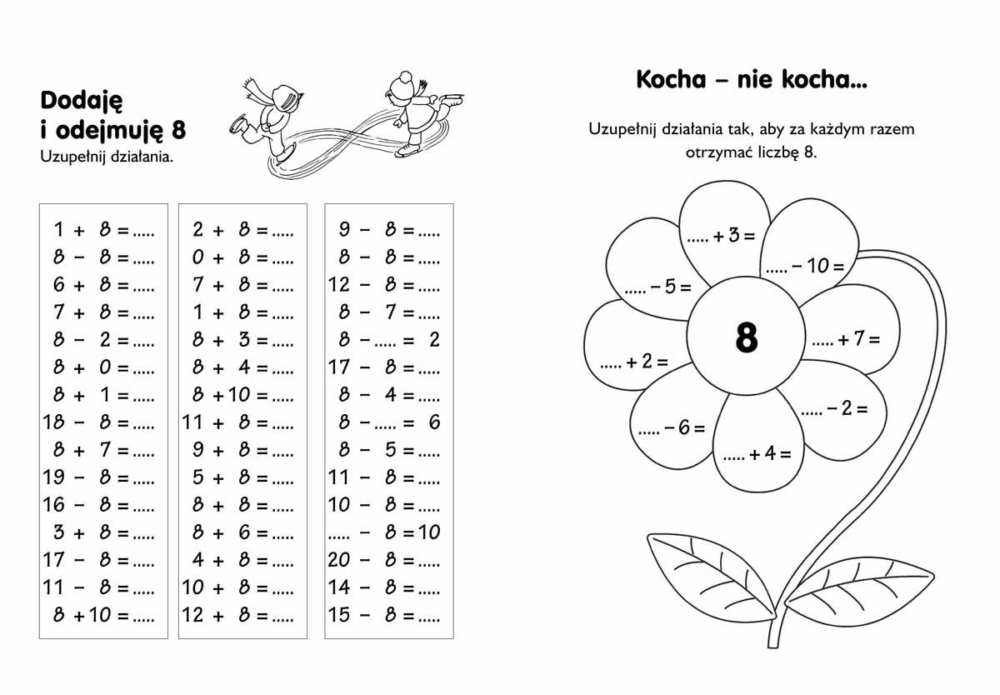 Dodaję
i odejmuję 8
Uzupełnij działania.
1 + 8 = .....
8 – 8 = .....
6 + 8 = .....
7 + 8 = .....
8 – 2 = .....
8 + 0 = .....
8 + 1 = .....
18 – 8 = .....
8 + 7 = .....
19 – 8 = .....
16 – 8 = .....
3 + 8 = .....
17 – 8 = .....
11 – 8 = .....
8 + 10 = .....
2 + 8 = .....
0 + 8 = .....
7 + 8 = .....
1 + 8 = .....
8 + 3 = .....
8 + 4 = .....
8 + 10 = .....
11 + 8 = .....
9 + 8 = .....
5 + 8 = .....
8 + 8 = .....
8 + 6 = .....
4 + 8 = .....
10 + 8 = .....
12 + 8 = .....
9 – 8 = .....
8 – 8 = .....
12 – 8 = .....
8 – 7 = .....
8 – ..... = 2
17 – 8 = .....
8 – 4 = .....
8 – ..... = 6
8 – 5 = .....
11 – 8 = .....
10 – 8 = .....
..... – 8 = 10
20 – 8 = .....
14 – 8 = .....
15 – 8 = .....
Kocha – nie kocha...
Uzupełnij działania tak, aby za każdym razem
otrzymać liczbę 8.
..... + 3 =
..... – 10 =
..... – 5 =
8
..... + 7 =
..... + 2 =
..... – 2 =
..... – 6 =
..... + 4 =